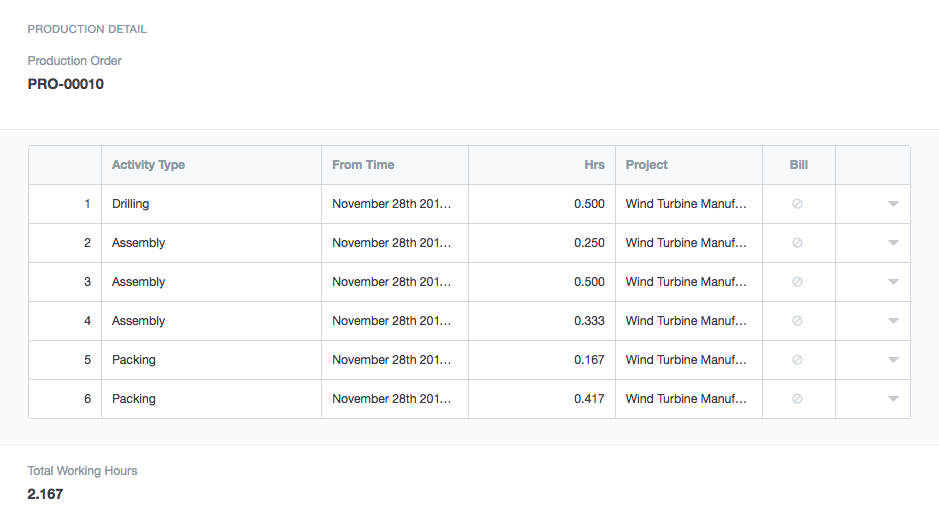 PRODUCTION DETAIL
Production Order
PRO-00010
Activity Type From Time Hrs Project Bill
1 Drilling November 28th 201... 0.500 Wind Turbine Manuf...
2 Assembly November 28th 201... 0.250 Wind Turbine Manuf...
3 Assembly November 28th 201... 0.500 Wind Turbine Manuf...
4 Assembly November 28th 201... 0.333 Wind Turbine Manuf...
5 Packing November 28th 201... 0.167 Wind Turbine Manuf...
6 Packing November 28th 201... 0.417 Wind Turbine Manuf...
Total Working Hours
2.167